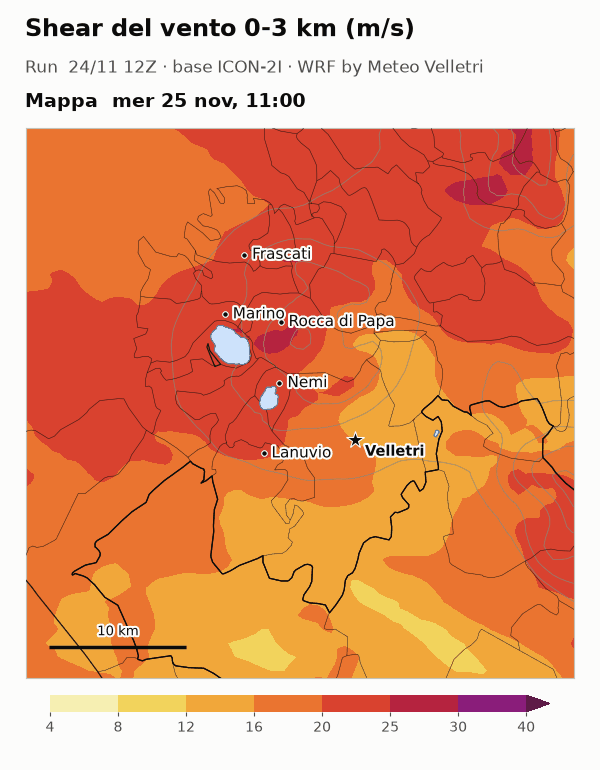 Shear del vento 0-3 km (m/s)
Run  24/11 12Z · base ICON-2I · WRF by Meteo Velletri
Mappa  mer 25 nov, 11:00
Frascati
Marino
Rocca di Papa
Nemi
Velletri
Lanuvio
10 km
4 8 12 16 20 25 30 40